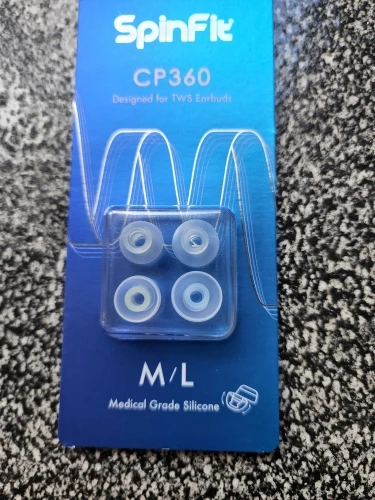 SpinFit
CP360
Designed for TWS Earbuds
M/L
Medical Grade Silicone